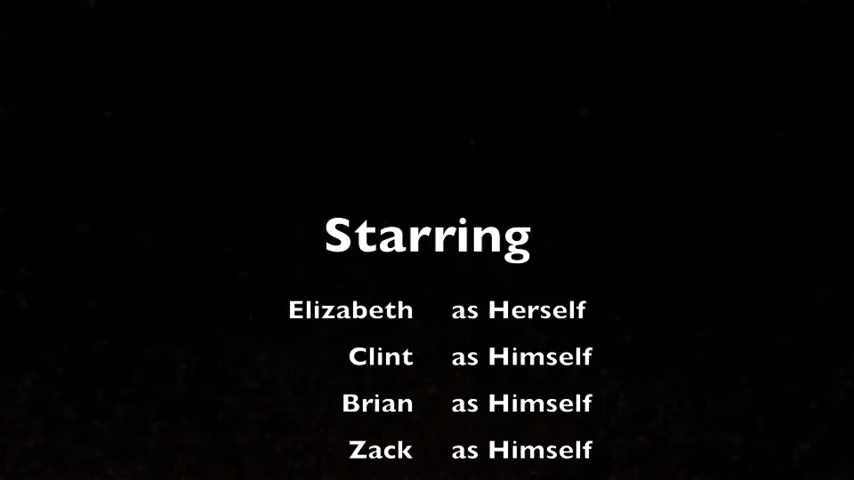 Starring
Elizabeth as Herself
Clint as Himself
Brian as Himself
Zack as Himself